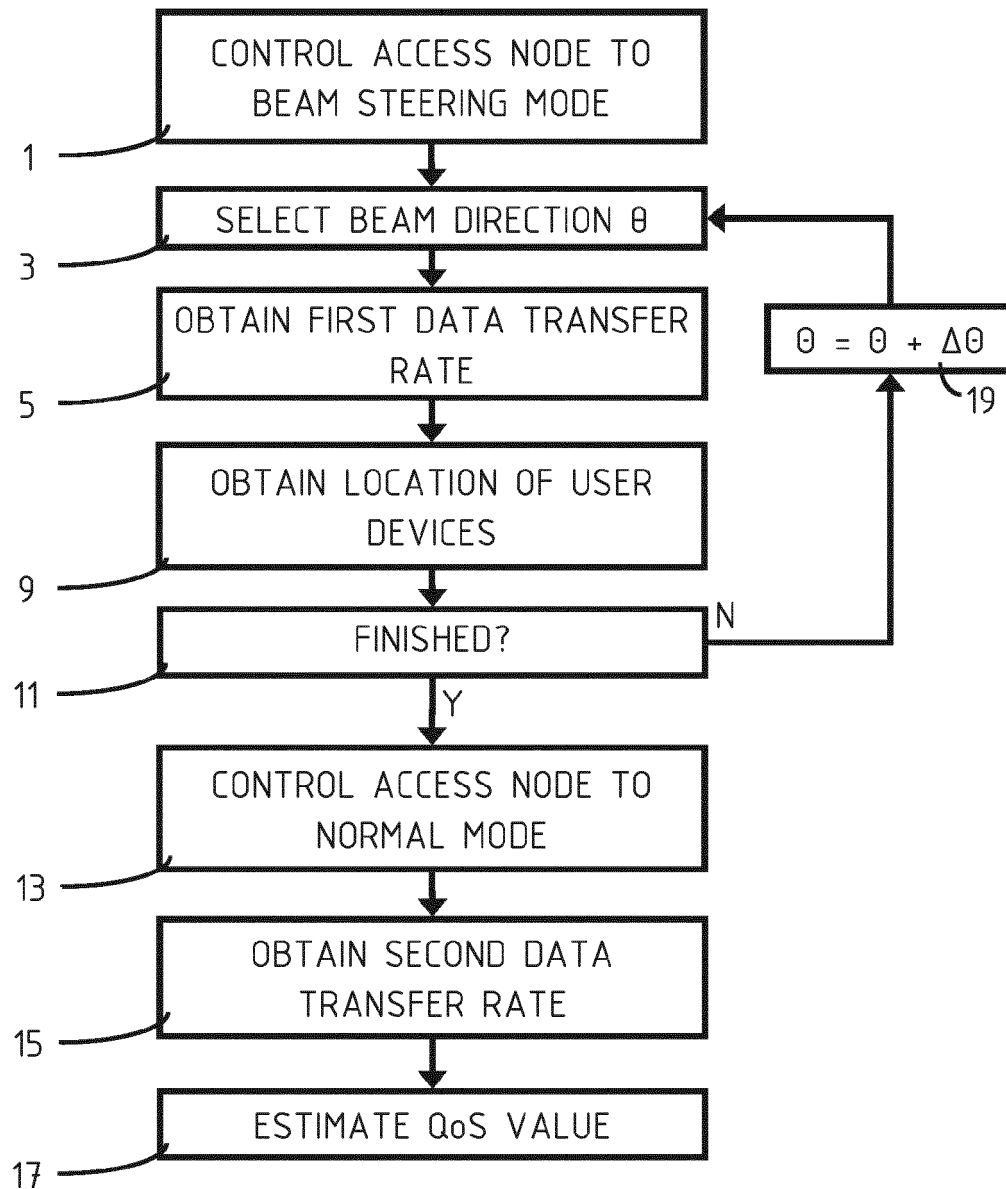 CONTROL ACCESS NODE TO
BEAM STEERING MODE
1
SELECT BEAM DIRECTION θ
3
OBTAIN FIRST DATA TRANSFER
RATE
5
θ = θ + Δθ
19
OBTAIN LOCATION OF USER
DEVICES
9
FINISHED?
N
11
Y
CONTROL ACCESS NODE TO
NORMAL MODE
13
OBTAIN SECOND DATA
TRANSFER RATE
15
ESTIMATE QoS VALUE
17